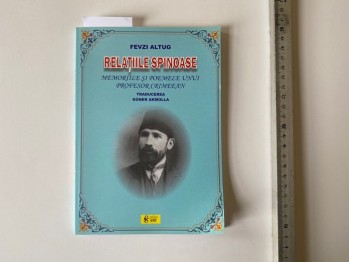 FEVZI ALTUG
RELAȚIILE SPINOASE
MEMORIILE ȘI POEMELE UNUI
PROFESOR CRIMEEAN
TRADUCEREA
GÜNER AKMOLLA